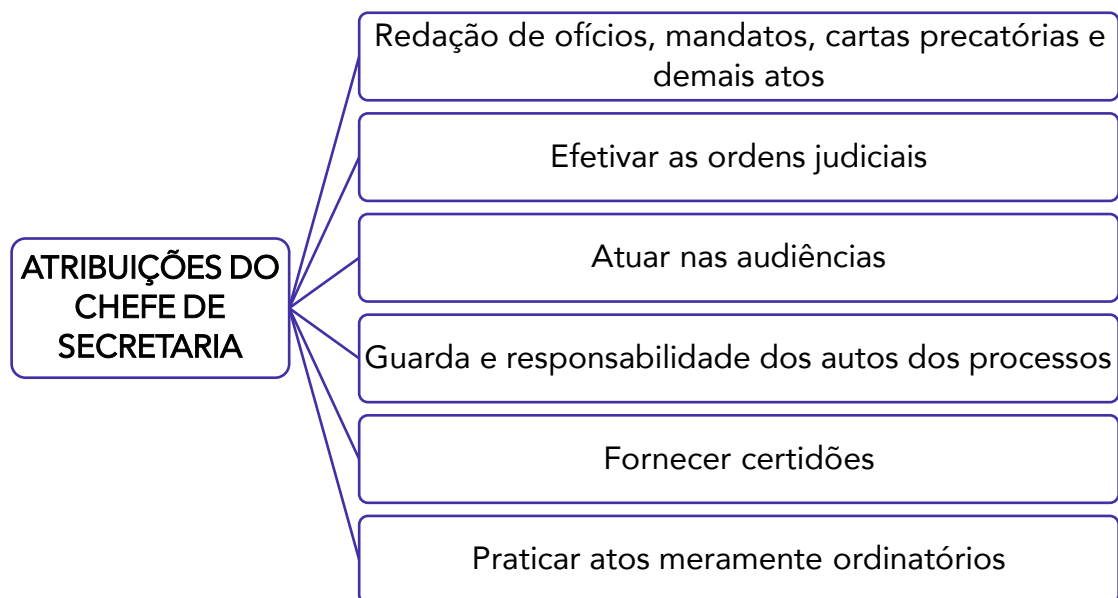 Redação de ofícios, mandatos, cartas precatórias e
demais atos
Efetivar as ordens judiciais
Atuar nas audiências
ATRIBUIÇÕES DO
CHEFE DE
SECRETARIA
Guarda e responsabilidade dos autos dos processos
Fornecer certidões
Praticar atos meramente ordinatórios